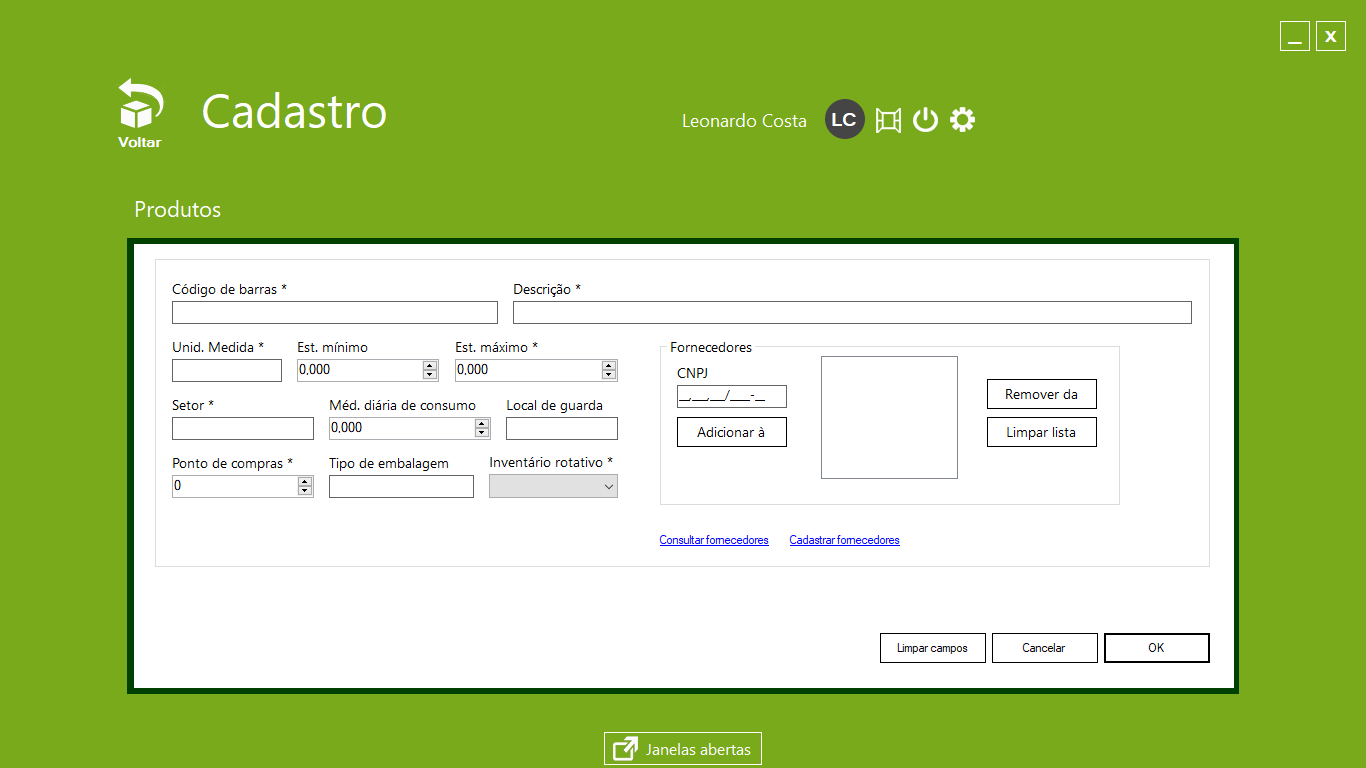 _ x
Voltar
Cadastro
Leonardo Costa LC
Produtos
Código de barras * Descrição *
Unid. Medida * Est. mínimo Est. máximo *
0,000 0,000
Setor * Méd. diária de consumo Local de guarda
0,000
Ponto de compras * Tipo de embalagem Inventário rotativo *
0
Fornecedores
CNPJ
__.___.___/____-__
Adicionar à
Remover da
Limpar lista
Consultar fornecedores Cadastrar fornecedores
Limpar campos Cancelar OK
Janelas abertas